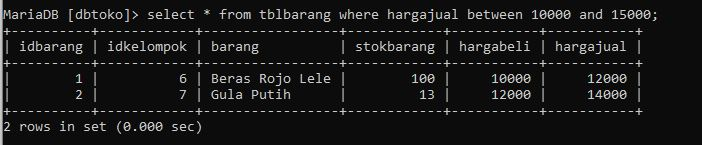 MariaDB [dbtoko]> select * from tblbarang where hargajual between 10000 and 15000;
+----------+------------+-----------------+------------+-----------+-----------+
| idbarang | idkelompok | barang          | stokbarang | hargabeli | hargajual |
+----------+------------+-----------------+------------+-----------+-----------+
|        1 |          6 | Beras Rojo Lele |        100 |     10000 |     12000 |
|        2 |          7 | Gula Putih      |         13 |     12000 |     14000 |
+----------+------------+-----------------+------------+-----------+-----------+
2 rows in set (0.000 sec)